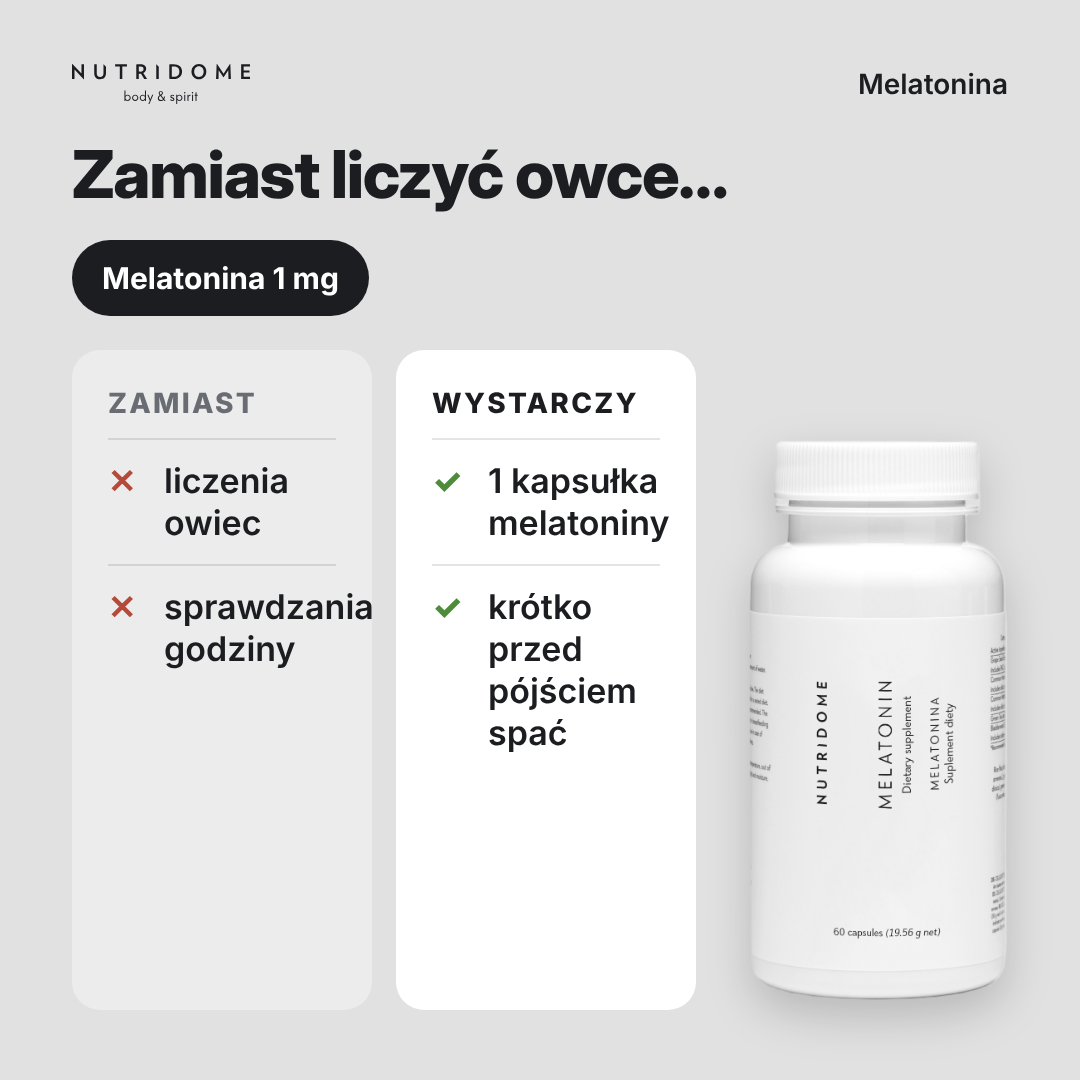 NUTRIDOME
body & spirit
Melatonina
Zamiast liczyć owce...
Melatonina 1 mg
ZAMIAST
liczenia
owiec
sprawdzania
godziny
WYSTARCZY
1 kapsułka
melatoniny
krótko
przed
pójściem
spać
NUTRIDOME
MELATONIN
Dietary supplement
MELATONINA
Suplement diety
60 capsules (19.56 g net)